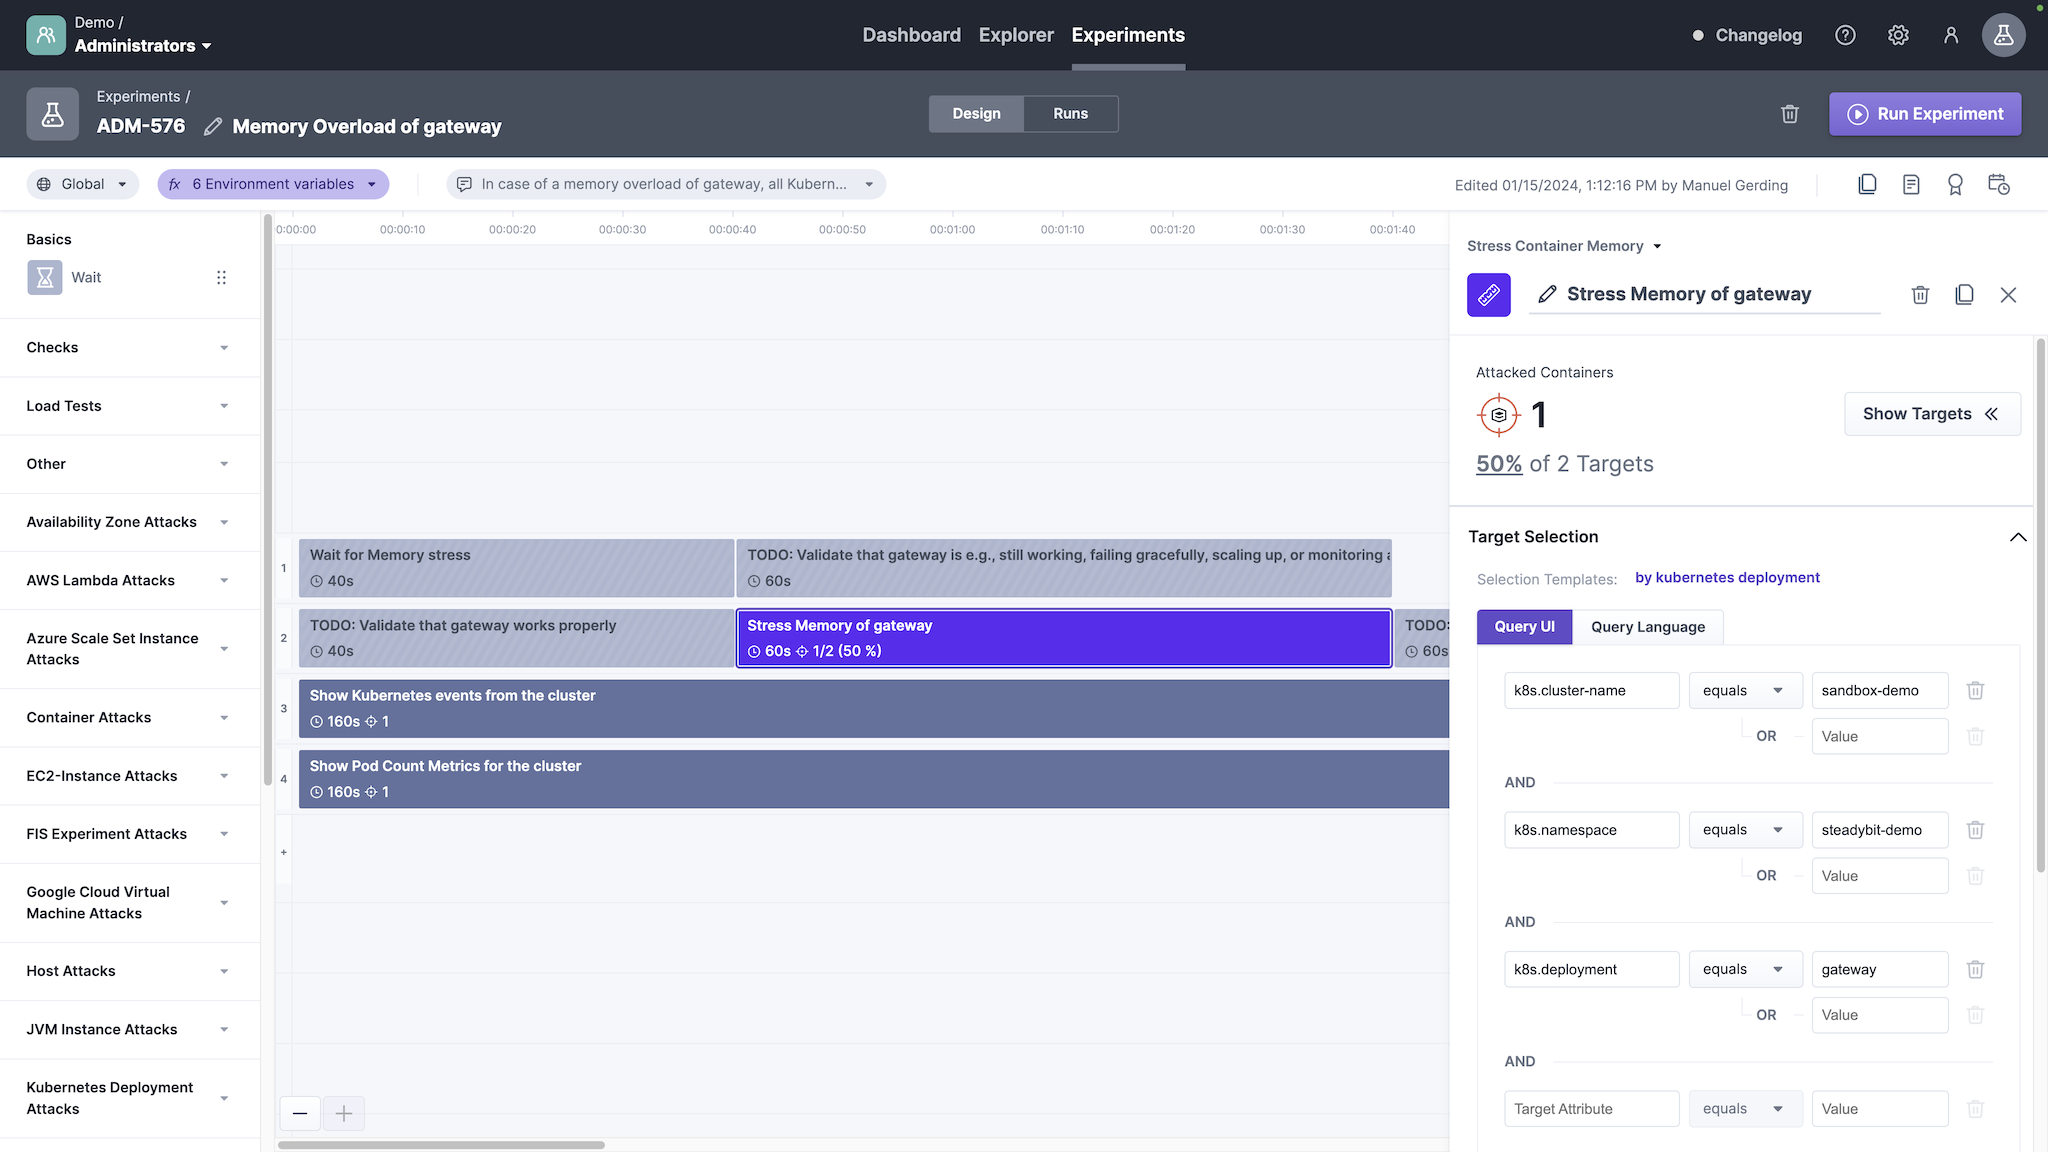 Demo /
Administrators
Dashboard
Explorer
Experiments
Changelog
Experiments /
ADM-576
Memory Overload of gateway
Design
Runs
Run Experiment
Global
fx 6 Environment variables
In case of a memory overload of gateway, all Kubern...
Edited 01/15/2024, 1:12:16 PM by Manuel Gerding
Basics
Wait
Checks
Load Tests
Other
Availability Zone Attacks
AWS Lambda Attacks
Azure Scale Set Instance
Attacks
Container Attacks
EC2-Instance Attacks
FIS Experiment Attacks
Google Cloud Virtual
Machine Attacks
Host Attacks
JVM Instance Attacks
Kubernetes Deployment
Attacks
0:00:00
00:00:10
00:00:20
00:00:30
00:00:40
00:00:50
00:01:00
00:01:10
00:01:20
00:01:30
00:01:40
1
Wait for Memory stress
40s
TODO: Validate that gateway is e.g., still working, failing gracefully, scaling up, or monitoring
60s
2
TODO: Validate that gateway works properly
40s
Stress Memory of gateway
60s 1/2 (50 %)
TODO:
60s
3
Show Kubernetes events from the cluster
160s 1
4
Show Pod Count Metrics for the cluster
160s 1
+
Stress Container Memory
Stress Memory of gateway
Attacked Containers
1
Show Targets
50% of 2 Targets
Target Selection
Selection Templates: by kubernetes deployment
Query UI
Query Language
k8s.cluster-name
equals
sandbox-demo
OR
Value
AND
k8s.namespace
equals
steadybit-demo
OR
Value
AND
k8s.deployment
equals
gateway
OR
Value
AND
Target Attribute
equals
Value